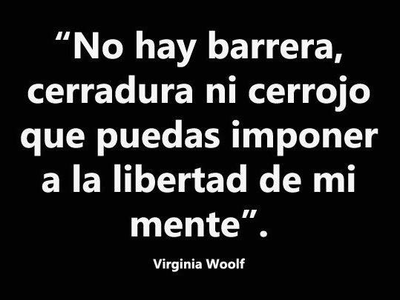 “No hay barrera,
cerradura ni cerrojo
que puedas imponer
a la libertad de mi
mente”.
Virginia Woolf